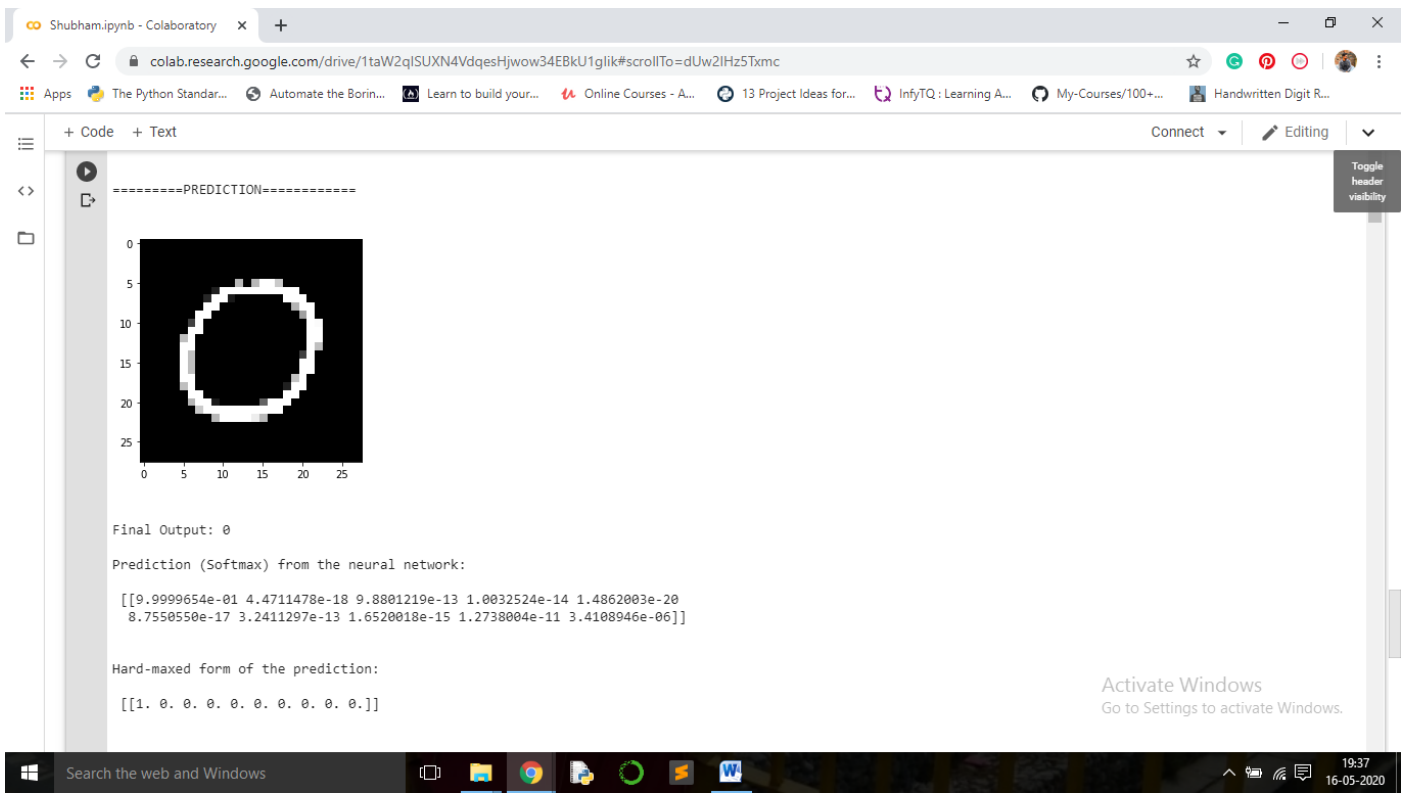 Shubham.ipynb - Colaboratory
colab.research.google.com/drive/1taW2qISUXN4VdqesHjwow34EBkU1gIik#scrollTo=dUw2IHz5Txmc
Apps The Python Standar... Automate the Borin... Learn to build your... Online Courses - A... 13 Project Ideas for... InfyTQ : Learning A... My-Courses/100+... Handwritten Digit R...
+ Code + Text Connect Editing
Toggle
header
visibility
=========PREDICTION============
0
5
10
15
20
25
0 5 10 15 20 25
Final Output: 0
Prediction (Softmax) from the neural network:
[[9.9999654e-01 4.4711478e-18 9.8801219e-13 1.0032524e-14 1.4862003e-20
8.7550550e-17 3.2411297e-13 1.6520018e-15 1.2738004e-11 3.4108946e-06]]
Hard-maxed form of the prediction:
[[1. 0. 0. 0. 0. 0. 0. 0. 0. 0.]]
Activate Windows
Go to Settings to activate Windows.
Search the web and Windows
19:37
16-05-2020